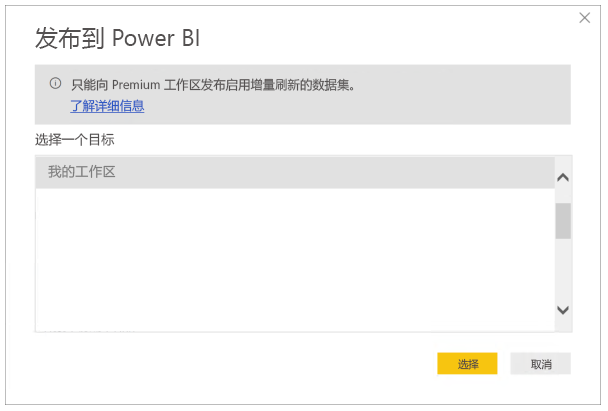 发布到 Power BI
只能向 Premium 工作区发布启用增量刷新的数据集。
了解详细信息
选择一个目标
我的工作区
选择
取消